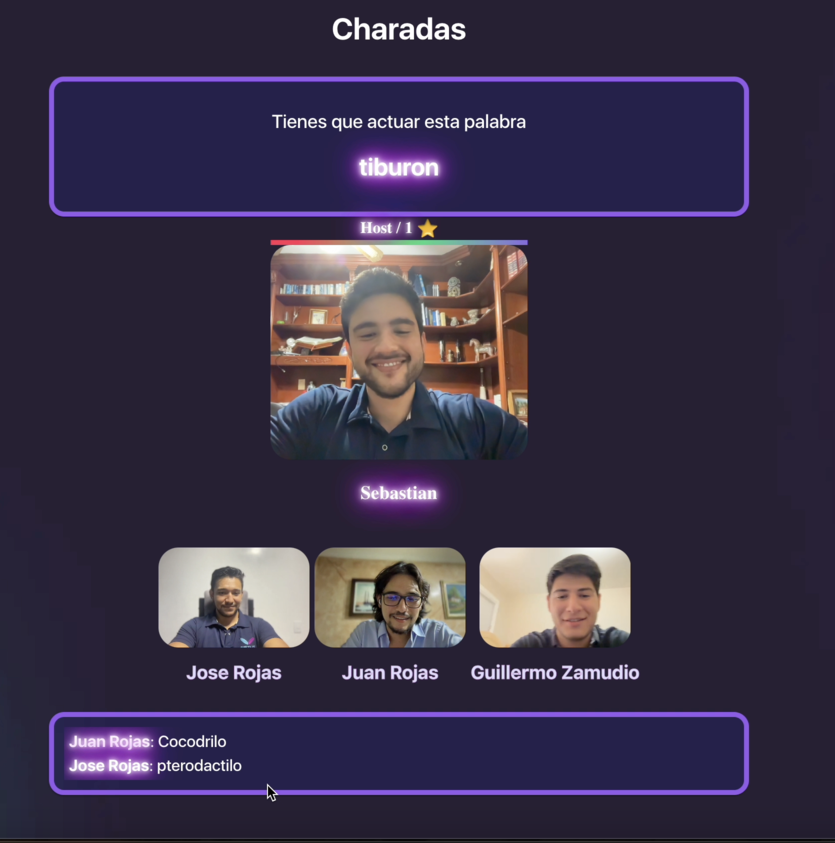 Charadas
Tienes que actuar esta palabra
tiburon
Host / 1 ⭐
Sebastian
Jose Rojas
Juan Rojas
Guillermo Zamudio
Juan Rojas: Cocodrilo
Jose Rojas: pterodactilo